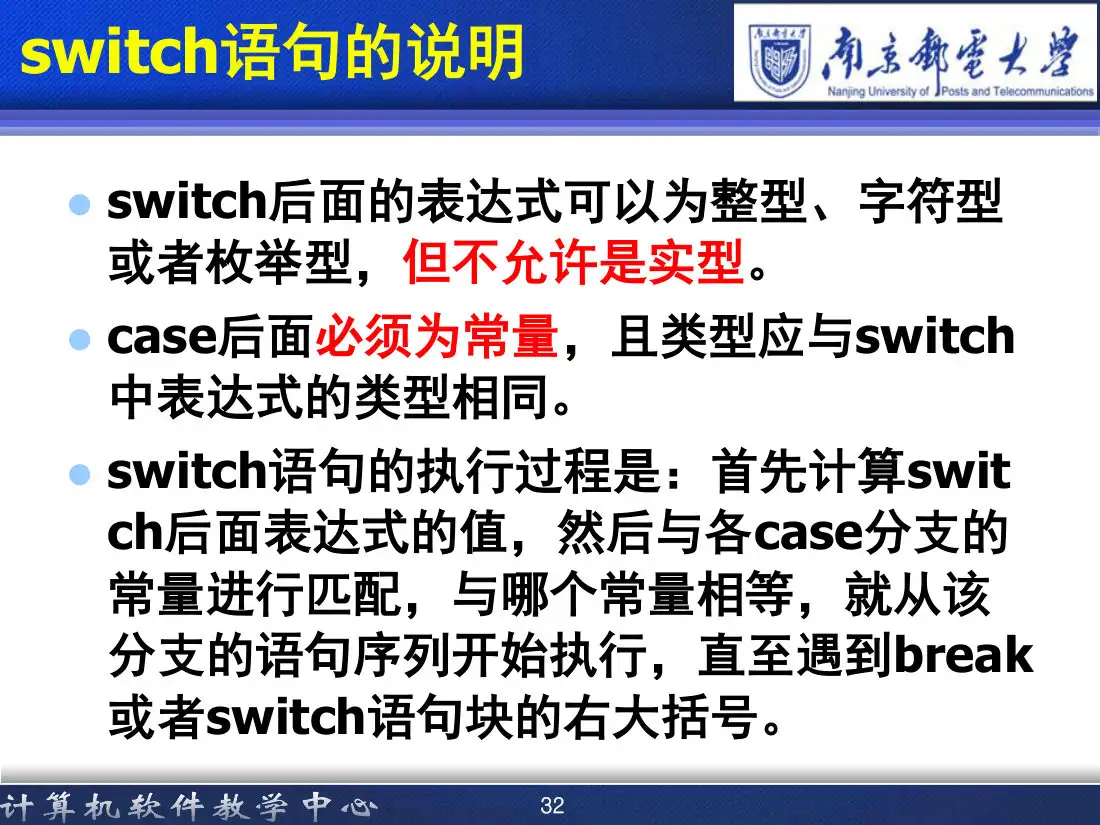 switch语句的说明
南京邮电大学
Nanjing University of Posts and Telecommunications
switch后面的表达式可以为整型、字符型
或者枚举型，但不允许是实型。
case后面必须为常量，且类型应与switch
中表达式的类型相同。
switch语句的执行过程是：首先计算swit
ch后面表达式的值，然后与各case分支的
常量进行匹配，与哪个常量相等，就从该
分支的语句序列开始执行，直至遇到break
或者switch语句块的右大括号。
计算机软件教学中心
32